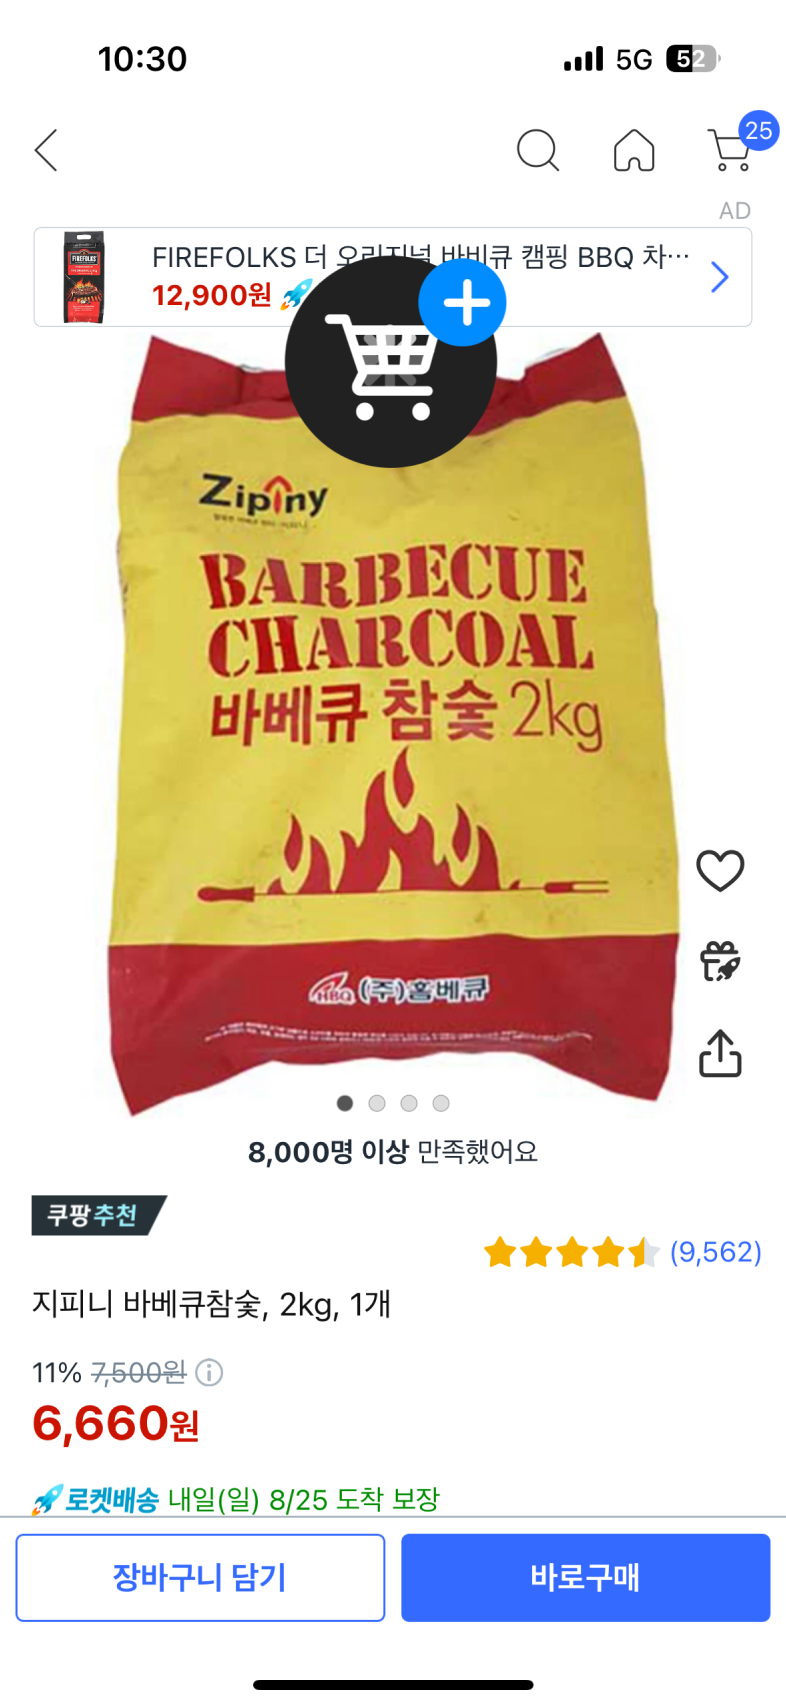 10:30
5G 52
25
AD
FIREFOLKS 더 오리지널 바비큐 캠핑 BBQ 차…
12,900원
FIREFOLKS
Zipiny
BARBECUE
CHARCOAL
바베큐 참숯 2kg
HBQ (주)홈베큐
8,000명 이상 만족했어요
쿠팡추천
(9,562)
지피니 바베큐참숯, 2kg, 1개
11% 7,500원
6,660원
로켓배송 내일(일) 8/25 도착 보장
장바구니 담기
바로구매